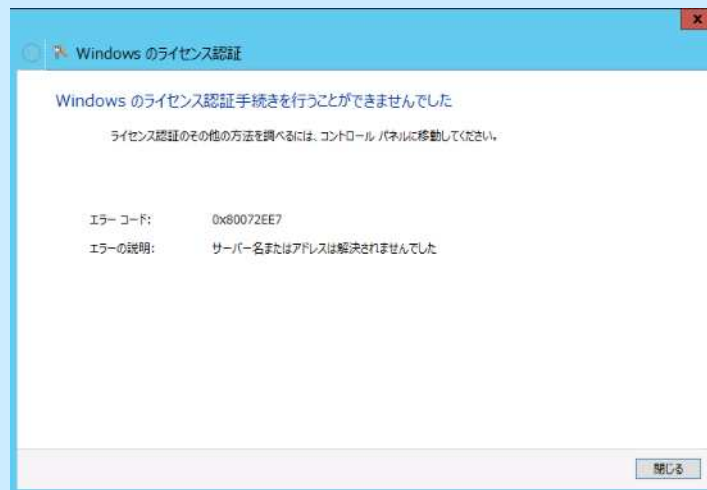 x
Windows のライセンス認証
Windows のライセンス認証手続きを行うことができませんでした
ライセンス認証のその他の方法を調べるには、コントロール パネルに移動してください。
エラー コード: 0x80072EE7
エラーの説明: サーバー名またはアドレスは解決されませんでした
閉じる